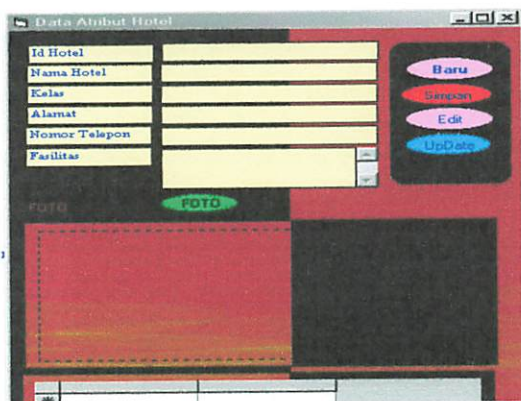 Data Atribut Hotel
Id Hotel
Nama Hotel
Kelas
Alamat
Nomor Telepon
Fasilitas
Baru
Simpan
Edit
UpDate
FOTO
FOTO